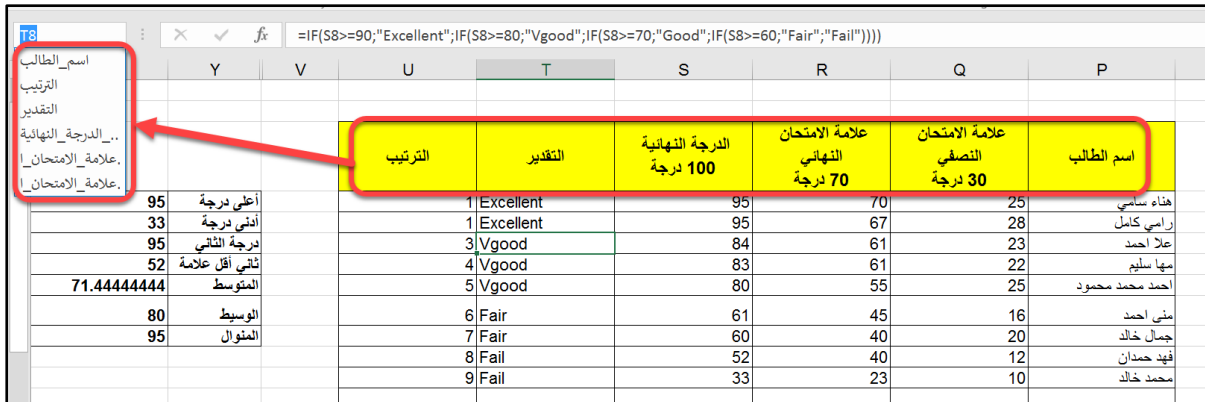 T8
fx
=IF(S8>=90;"Excellent";IF(S8>=80;"Vgood";IF(S8>=70;"Good";IF(S8>=60;"Fair";"Fail"))))
اسم_الطالب
الترتيب
التقدير
.._الدرجة_النهائية
.علامة_الامتحان_ا
.علامة_الامتحان_ا
P Q R S T U V Y
اسم الطالب
علامة الامتحان
النصفي
30 درجة
علامة الامتحان
النهائي
70 درجة
الدرجة النهائية
100 درجة
التقدير
الترتيب
هناء سامي 25 70 95 Excellent 1
رامي كامل 28 67 95 Excellent 1
علا احمد 23 61 84 Vgood 3
مها سليم 22 61 83 Vgood 4
احمد محمد محمود 25 55 80 Vgood 5
منى احمد 16 45 61 Fair 6
جمال خالد 20 40 60 Fair 7
فهد حمدان 12 40 52 Fail 8
محمد خالد 10 23 33 Fail 9
أعلى درجة 95
أدنى درجة 33
درجة الثاني 95
ثاني أقل علامة 52
المتوسط 71.44444444
الوسيط 80
المنوال 95